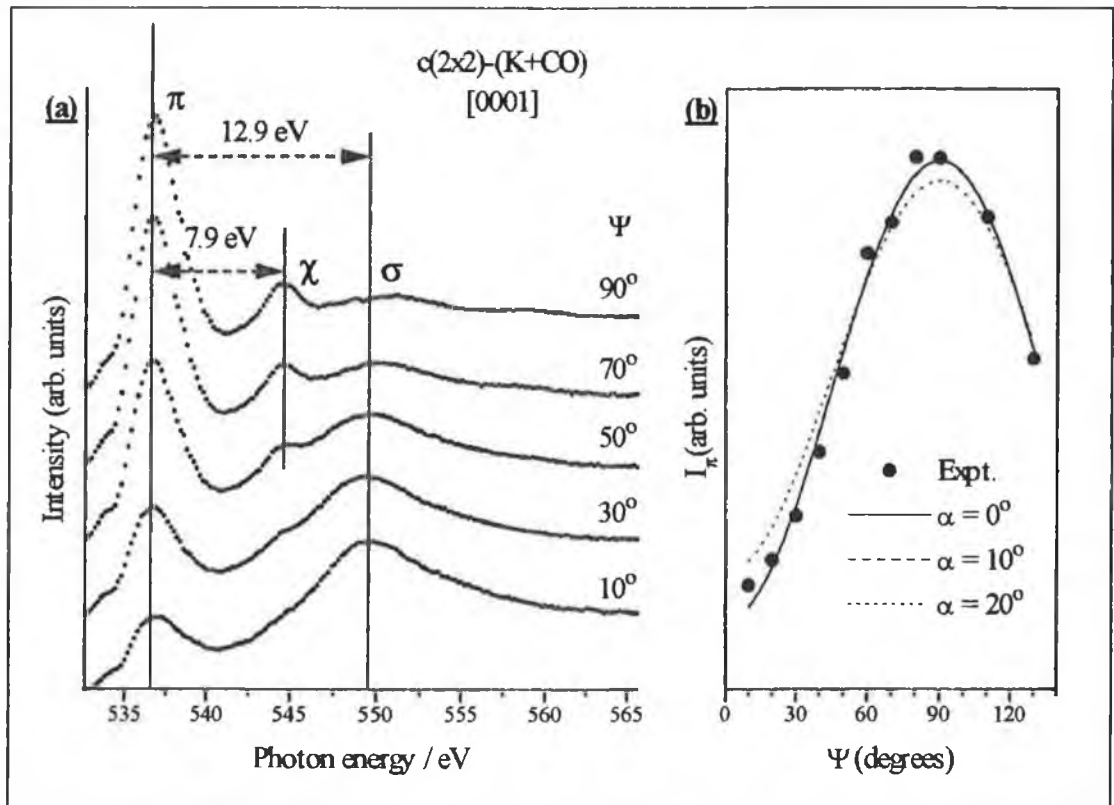 c(2x2)-(K+CO)
[0001]
(a)
π
12.9 eV
7.9 eV
χ
σ
Ψ
90°
70°
50°
30°
10°
Intensity (arb. units)
535 540 545 550 555 560 565
Photon energy / eV
(b)
I_π (arb. units)
Expt.
α = 0°
α = 10°
α = 20°
0 30 60 90 120
Ψ (degrees)